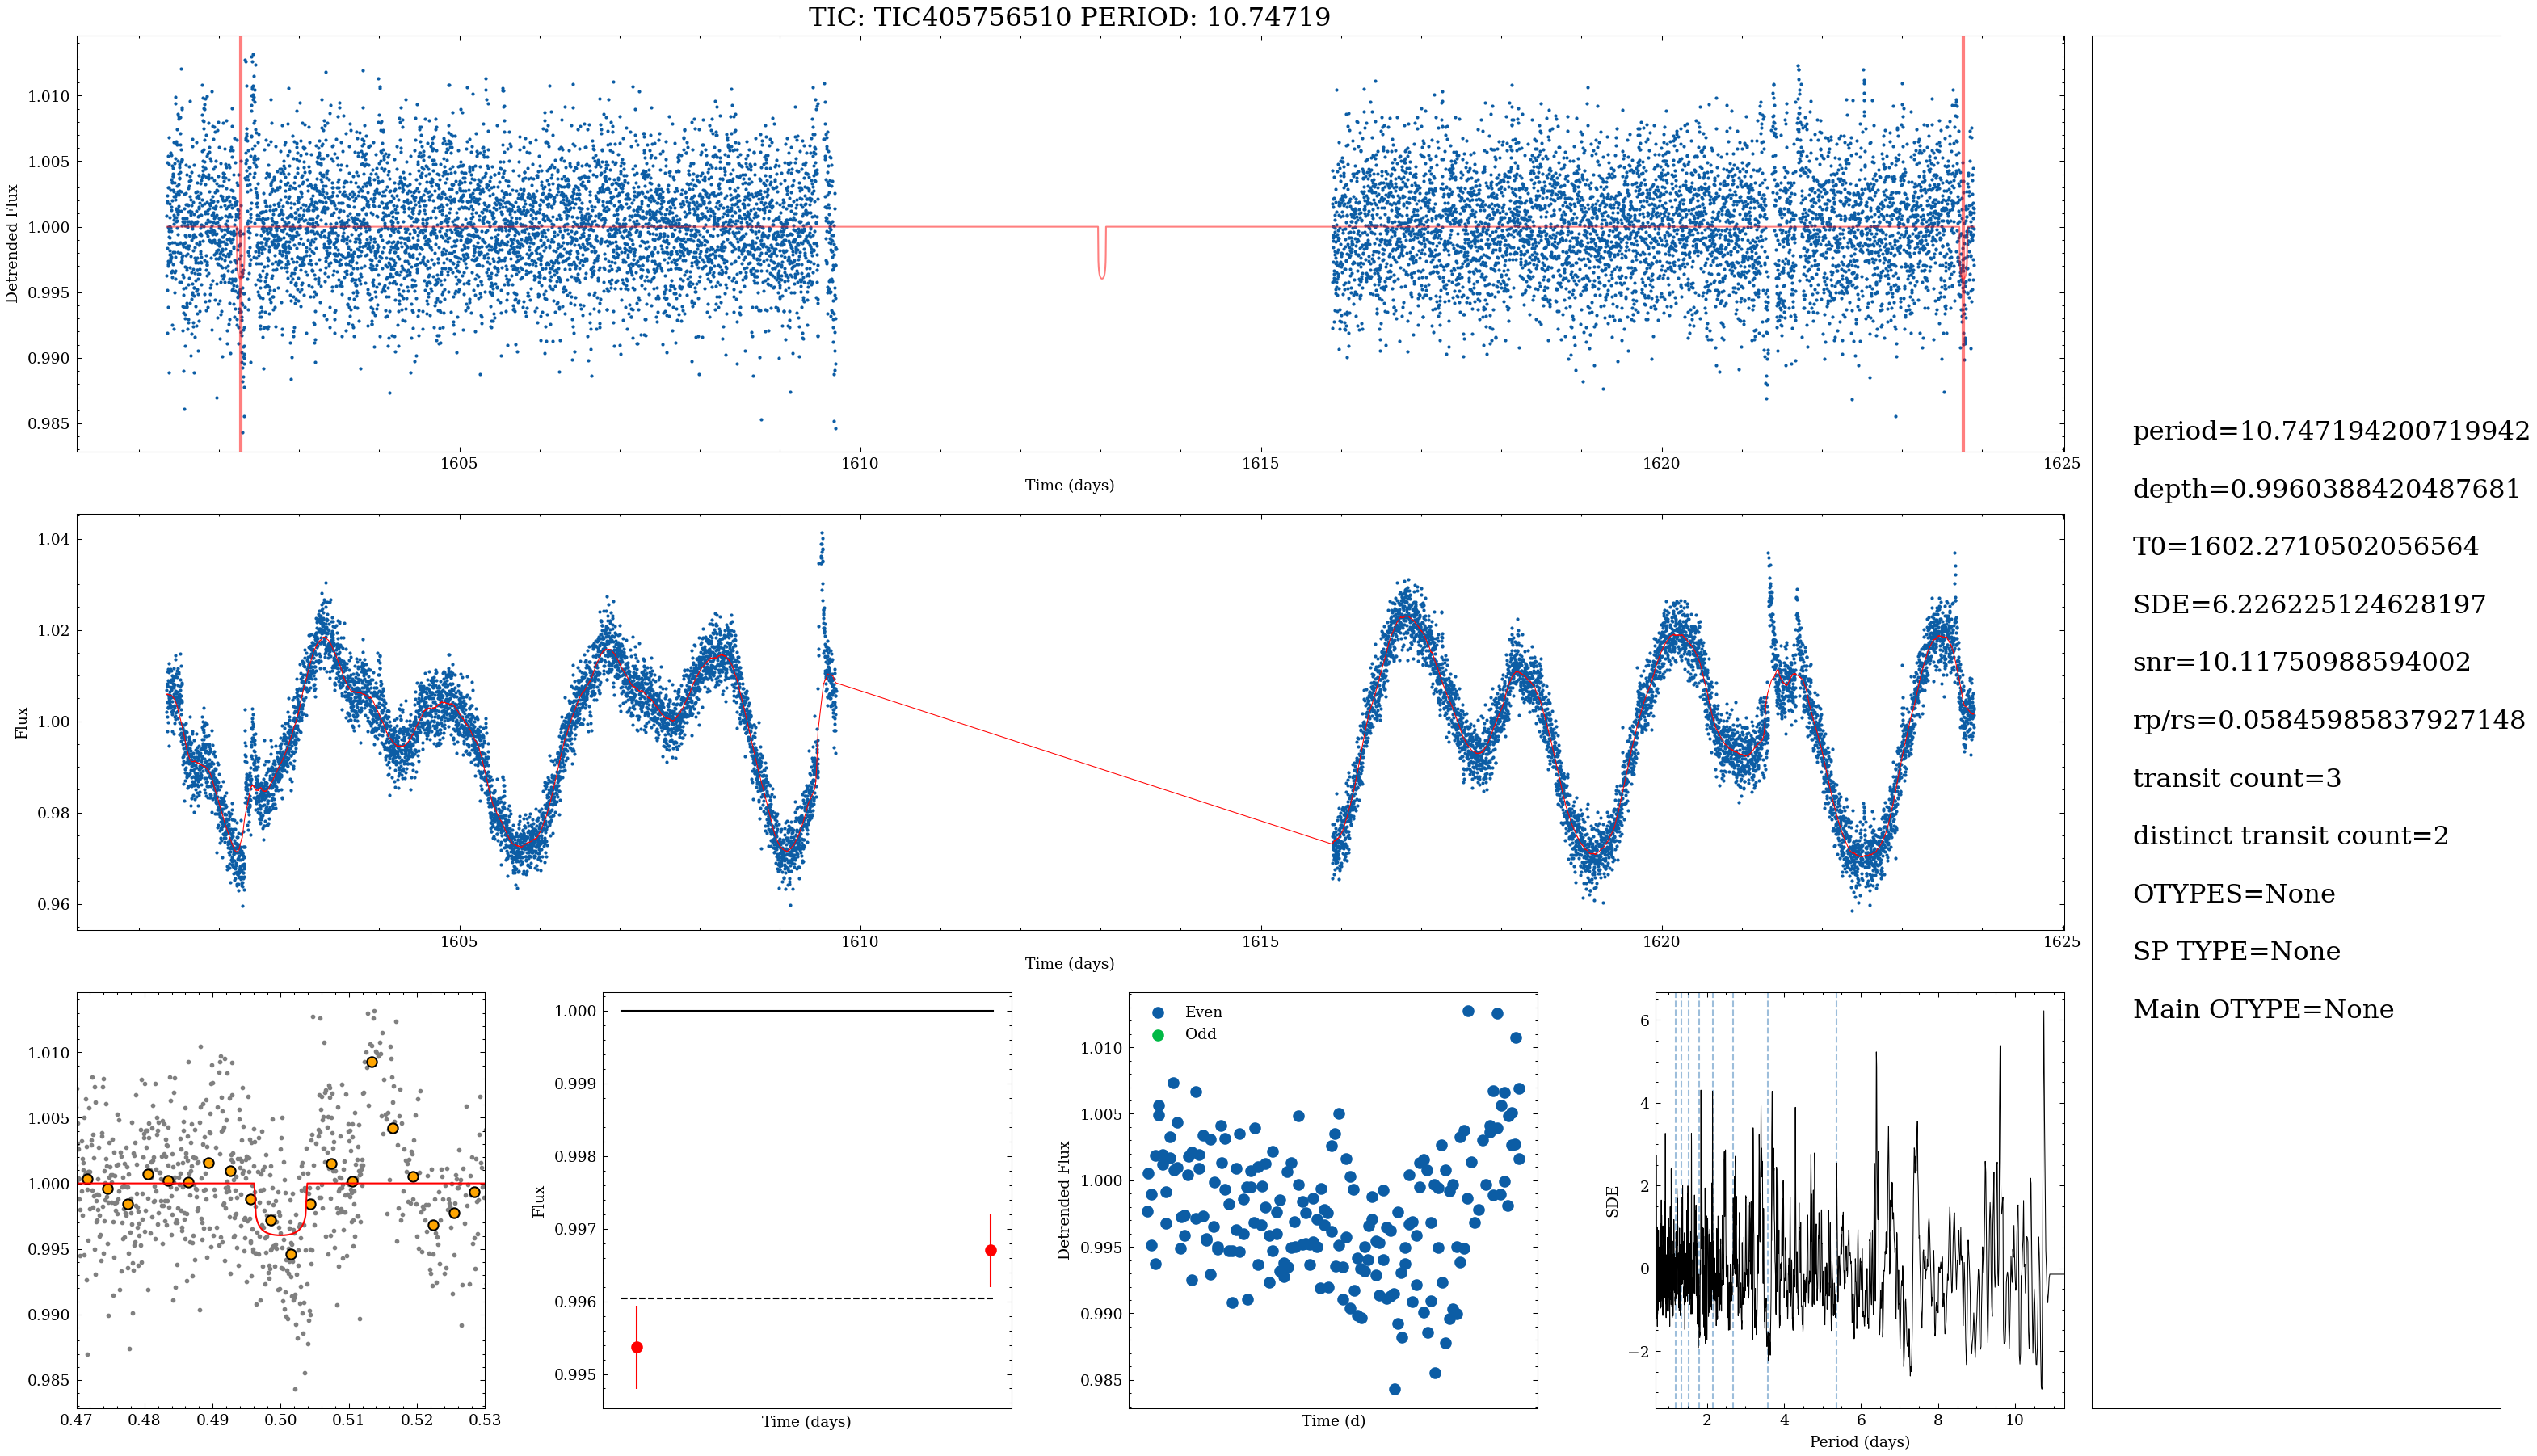 TIC: TIC405756510 PERIOD: 10.74719
Detrended Flux
1.010
1.005
1.000
0.995
0.990
0.985
1605
1610
1615
1620
1625
Time (days)
Flux
1.04
1.02
1.00
0.98
0.96
1605
1610
1615
1620
1625
Time (days)
period=10.747194200719942
depth=0.9960388420487681
T0=1602.2710502056564
SDE=6.226225124628197
snr=10.11750988594002
rp/rs=0.05845985837927148
transit count=3
distinct transit count=2
OTYPES=None
SP TYPE=None
Main OTYPE=None
1.010
1.005
1.000
0.995
0.990
0.985
0.47
0.48
0.49
0.50
0.51
0.52
0.53
Flux
1.000
0.999
0.998
0.997
0.996
0.995
Time (days)
Detrended Flux
Even
Odd
1.010
1.005
1.000
0.995
0.990
0.985
Time (d)
SDE
6
4
2
0
−2
2
4
6
8
10
Period (days)